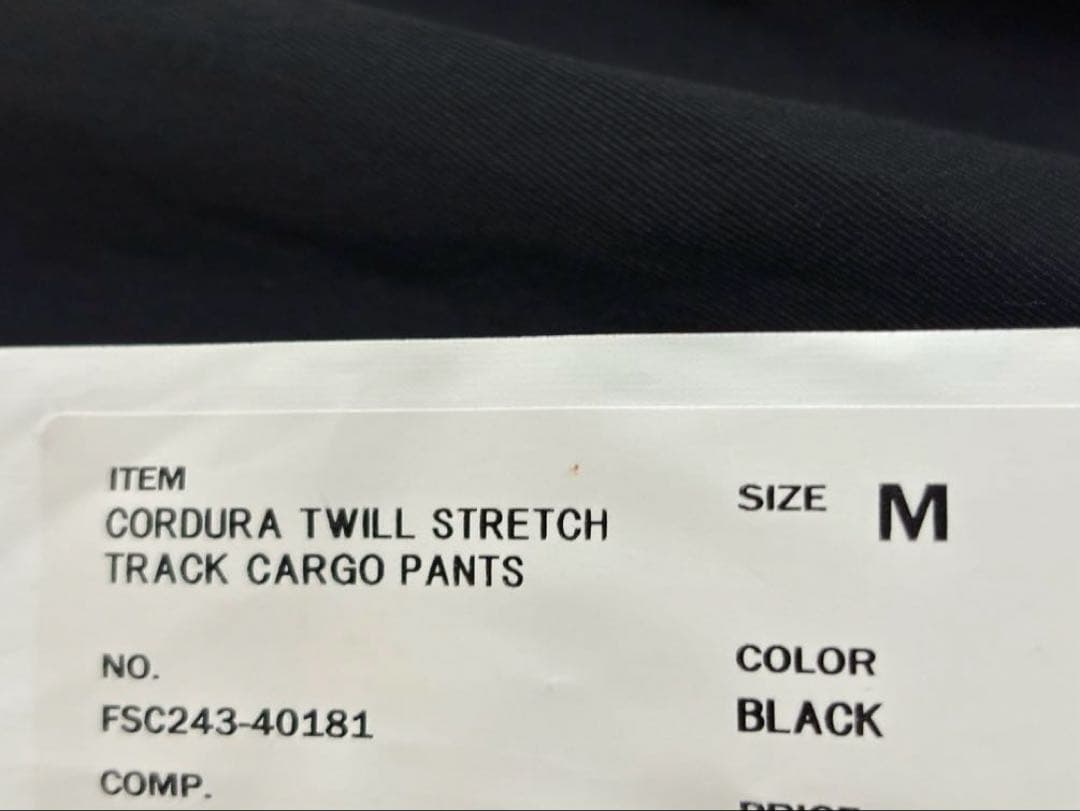 ITEM
CORDURA TWILL STRETCH
TRACK CARGO PANTS
SIZE M
NO.
FSC243-40181
COLOR
BLACK
COMP.